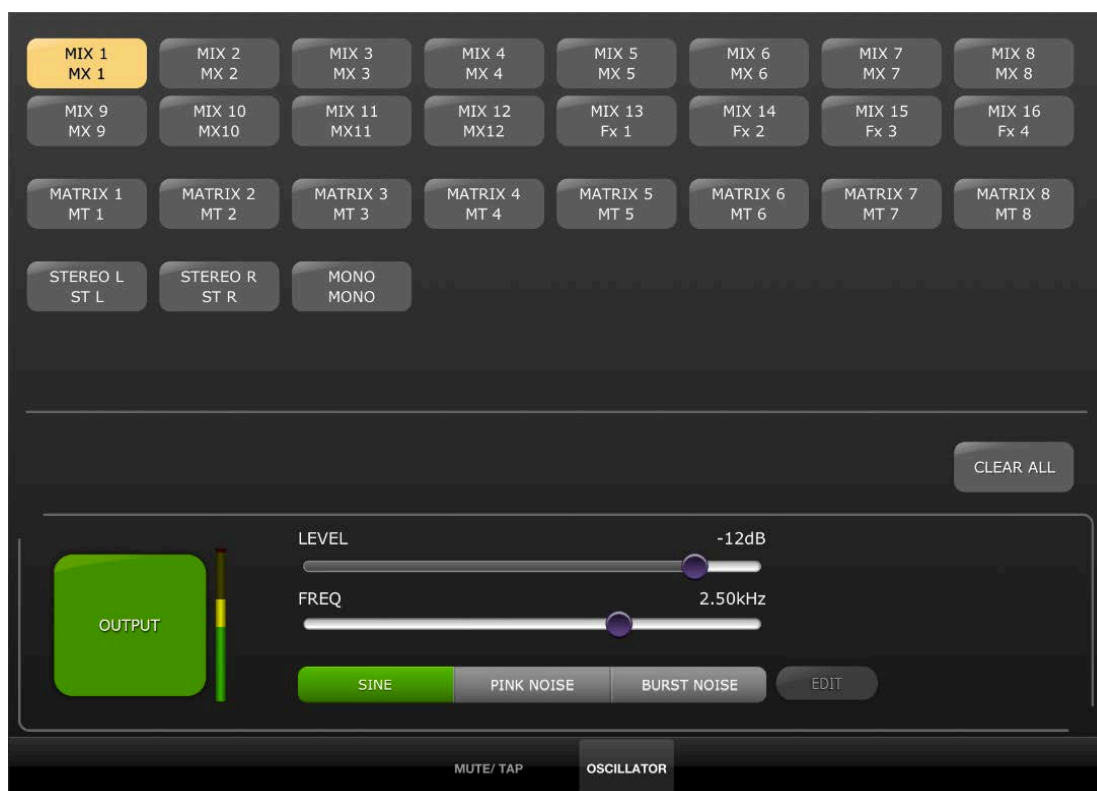 MIX 1 MIX 2 MIX 3 MIX 4 MIX 5 MIX 6 MIX 7 MIX 8
MX 1 MX 2 MX 3 MX 4 MX 5 MX 6 MX 7 MX 8
MIX 9 MIX 10 MIX 11 MIX 12 MIX 13 MIX 14 MIX 15 MIX 16
MX 9 MX10 MX11 MX12 Fx 1 Fx 2 Fx 3 Fx 4
MATRIX 1 MATRIX 2 MATRIX 3 MATRIX 4 MATRIX 5 MATRIX 6 MATRIX 7 MATRIX 8
MT 1 MT 2 MT 3 MT 4 MT 5 MT 6 MT 7 MT 8
STEREO L STEREO R MONO
ST L ST R MONO
CLEAR ALL
LEVEL -12dB
FREQ 2.50kHz
OUTPUT
SINE PINK NOISE BURST NOISE EDIT
MUTE/ TAP OSCILLATOR